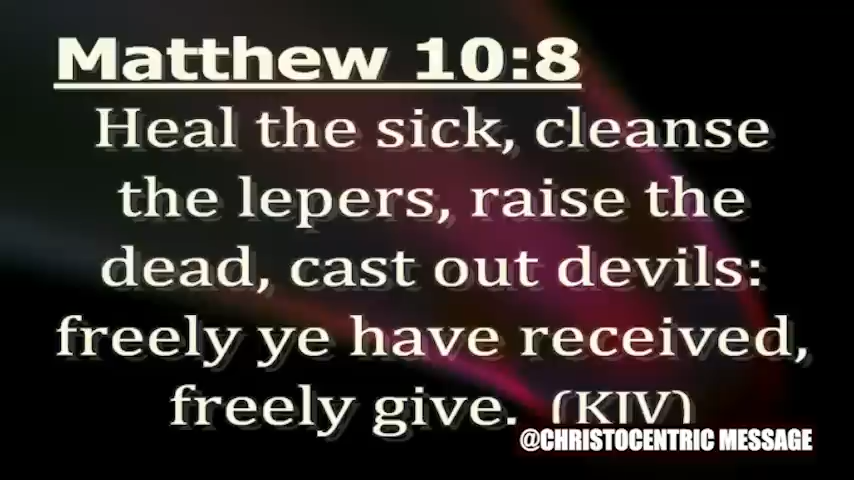 Matthew 10:8
Heal the sick, cleanse
the lepers, raise the
dead, cast out devils:
freely ye have received,
freely give. (KJV)
@CHRISTOCENTRIC MESSAGE